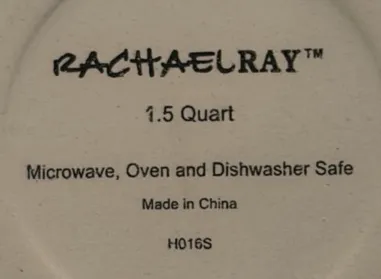 RACHAELRAY™
1.5 Quart
Microwave, Oven and Dishwasher Safe
Made in China
H016S